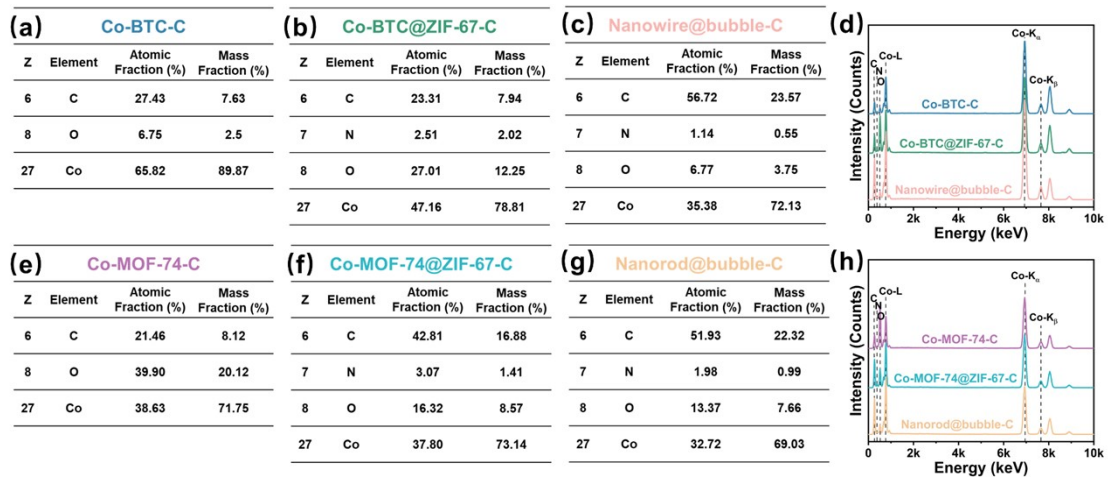 (a) Co-BTC-C
Z Element Atomic Fraction (%) Mass Fraction (%)
6 C 27.43 7.63
8 O 6.75 2.5
27 Co 65.82 89.87
(b) Co-BTC@ZIF-67-C
Z Element Atomic Fraction (%) Mass Fraction (%)
6 C 23.31 7.94
7 N 2.51 2.02
8 O 27.01 12.25
27 Co 47.16 78.81
(c) Nanowire@bubble-C
Z Element Atomic Fraction (%) Mass Fraction (%)
6 C 56.72 23.57
7 N 1.14 0.55
8 O 6.77 3.75
27 Co 35.38 72.13
(d)
Co-Kα
C N O Co-L
Co-Kβ
Co-BTC-C
Co-BTC@ZIF-67-C
Nanowire@bubble-C
Intensity (Counts)
0 2k 4k 6k 8k 10k
Energy (keV)
(e) Co-MOF-74-C
Z Element Atomic Fraction (%) Mass Fraction (%)
6 C 21.46 8.12
8 O 39.90 20.12
27 Co 38.63 71.75
(f) Co-MOF-74@ZIF-67-C
Z Element Atomic Fraction (%) Mass Fraction (%)
6 C 42.81 16.88
7 N 3.07 1.41
8 O 16.32 8.57
27 Co 37.80 73.14
(g) Nanorod@bubble-C
Z Element Atomic Fraction (%) Mass Fraction (%)
6 C 51.93 22.32
7 N 1.98 0.99
8 O 13.37 7.66
27 Co 32.72 69.03
(h)
Co-Kα
C N O Co-L
Co-Kβ
Co-MOF-74-C
Co-MOF-74@ZIF-67-C
Nanorod@bubble-C
Intensity (Counts)
0 2k 4k 6k 8k 10k
Energy (keV)